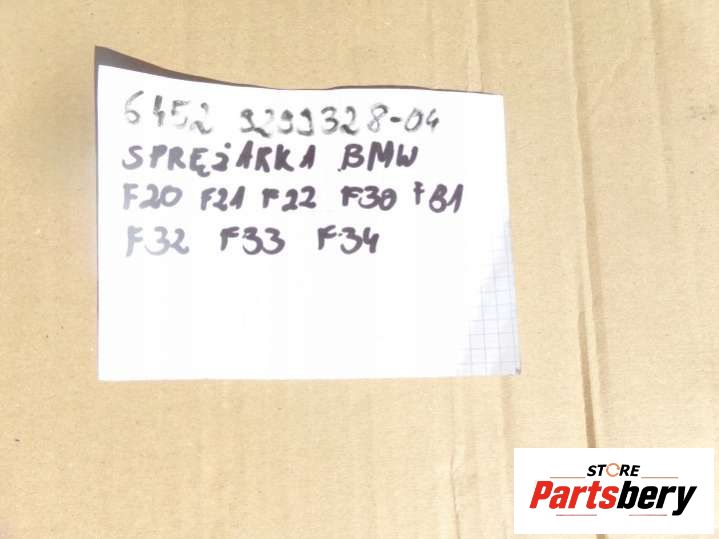 6452 9299328-04
SPRĘŻARKA BMW
F20 F21 F22 F30 F31
F32 F33 F34
STORE
Partsbery